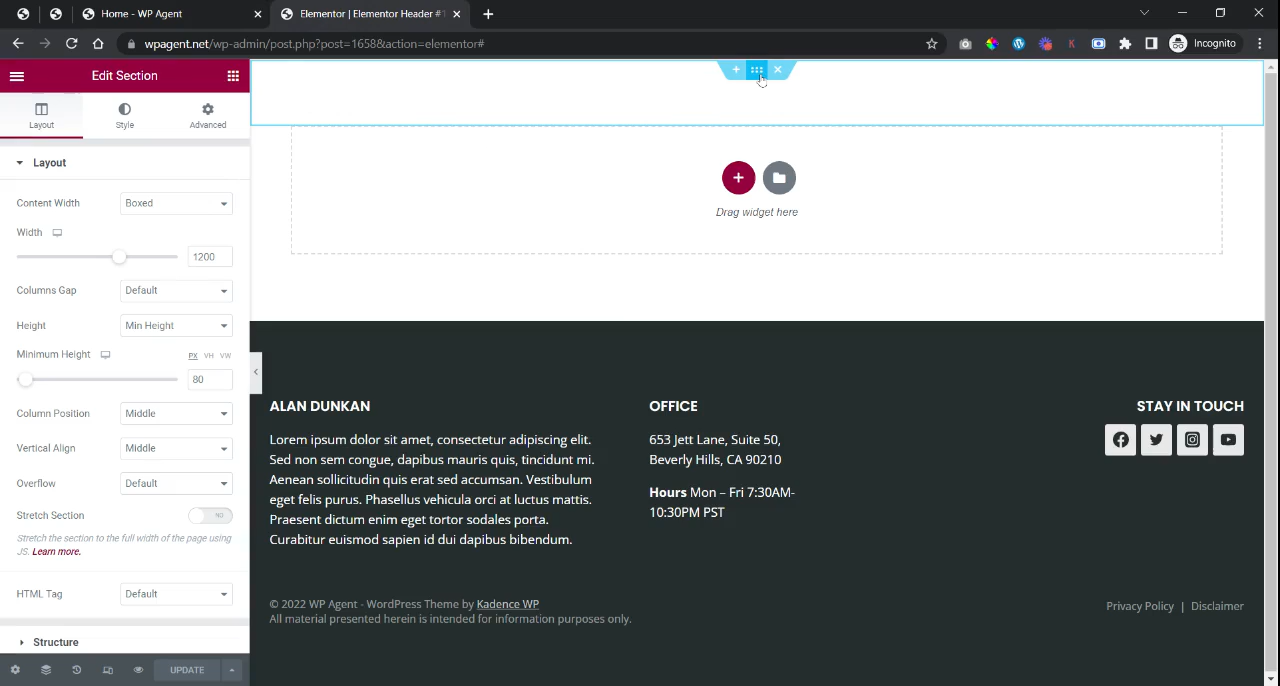 Home - WP Agent
Elementor | Elementor Header #1
wpagent.net/wp-admin/post.php?post=1658&action=elementor#
Incognito
Edit Section
Layout
Style
Advanced
Layout
Content Width
Boxed
Width
1200
Columns Gap
Default
Height
Min Height
Minimum Height
PX VH VW
80
Column Position
Middle
Vertical Align
Middle
Overflow
Default
Stretch Section
NO
Stretch the section to the full width of the page using
JS. Learn more.
HTML Tag
Default
Structure
UPDATE
Drag widget here
ALAN DUNKAN
Lorem ipsum dolor sit amet, consectetur adipiscing elit.
Sed non sem congue, dapibus mauris quis, tincidunt mi.
Aenean sollicitudin quis erat sed accumsan. Vestibulum
eget felis purus. Phasellus vehicula orci at luctus mattis.
Praesent dictum enim eget tortor sodales porta.
Curabitur euismod sapien id dui dapibus bibendum.
OFFICE
653 Jett Lane, Suite 50,
Beverly Hills, CA 90210
Hours Mon – Fri 7:30AM-
10:30PM PST
STAY IN TOUCH
© 2022 WP Agent - WordPress Theme by Kadence WP
All material presented herein is intended for information purposes only.
Privacy Policy | Disclaimer